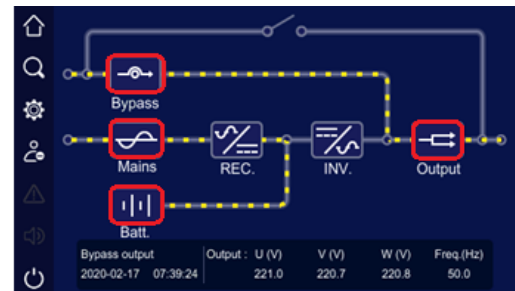 Bypass
Mains
REC.
INV.
Output
Batt.
Bypass output
Output : U (V) V (V) W (V) Freq.(Hz)
2020-02-17 07:39:24 221.0 220.7 220.8 50.0